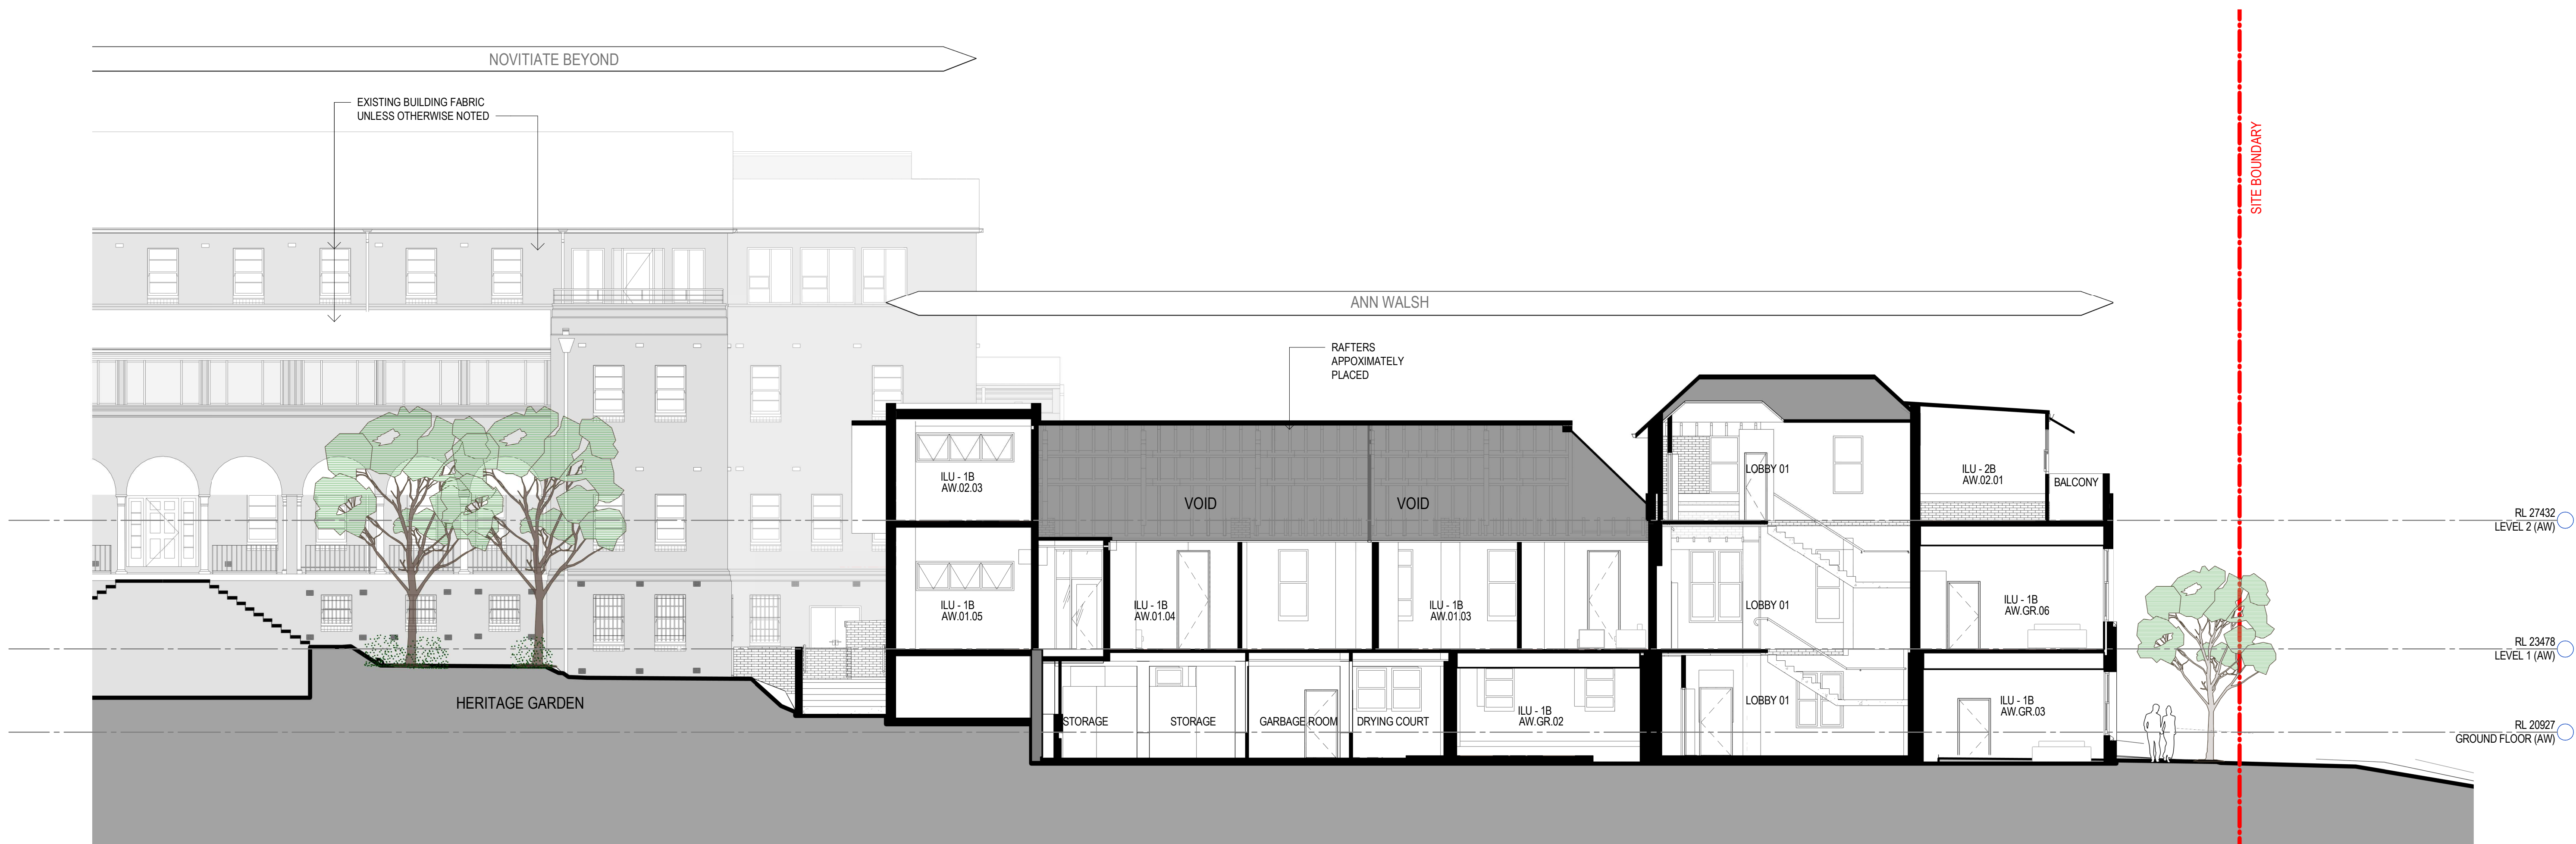 NOVITIATE BEYOND
EXISTING BUILDING FABRIC
UNLESS OTHERWISE NOTED
SITE BOUNDARY
ANN WALSH
RAFTERS
APPOXIMATELY
PLACED
ILU - 1B
AW.02.03
VOID
VOID
LOBBY 01
ILU - 2B
AW.02.01
BALCONY
RL 27432
LEVEL 2 (AW)
ILU - 1B
AW.01.05
ILU - 1B
AW.01.04
ILU - 1B
AW.01.03
LOBBY 01
ILU - 1B
AW.GR.06
RL 23478
LEVEL 1 (AW)
HERITAGE GARDEN
STORAGE
STORAGE
GARBAGE ROOM
DRYING COURT
ILU - 1B
AW.GR.02
LOBBY 01
ILU - 1B
AW.GR.03
RL 20927
GROUND FLOOR (AW)